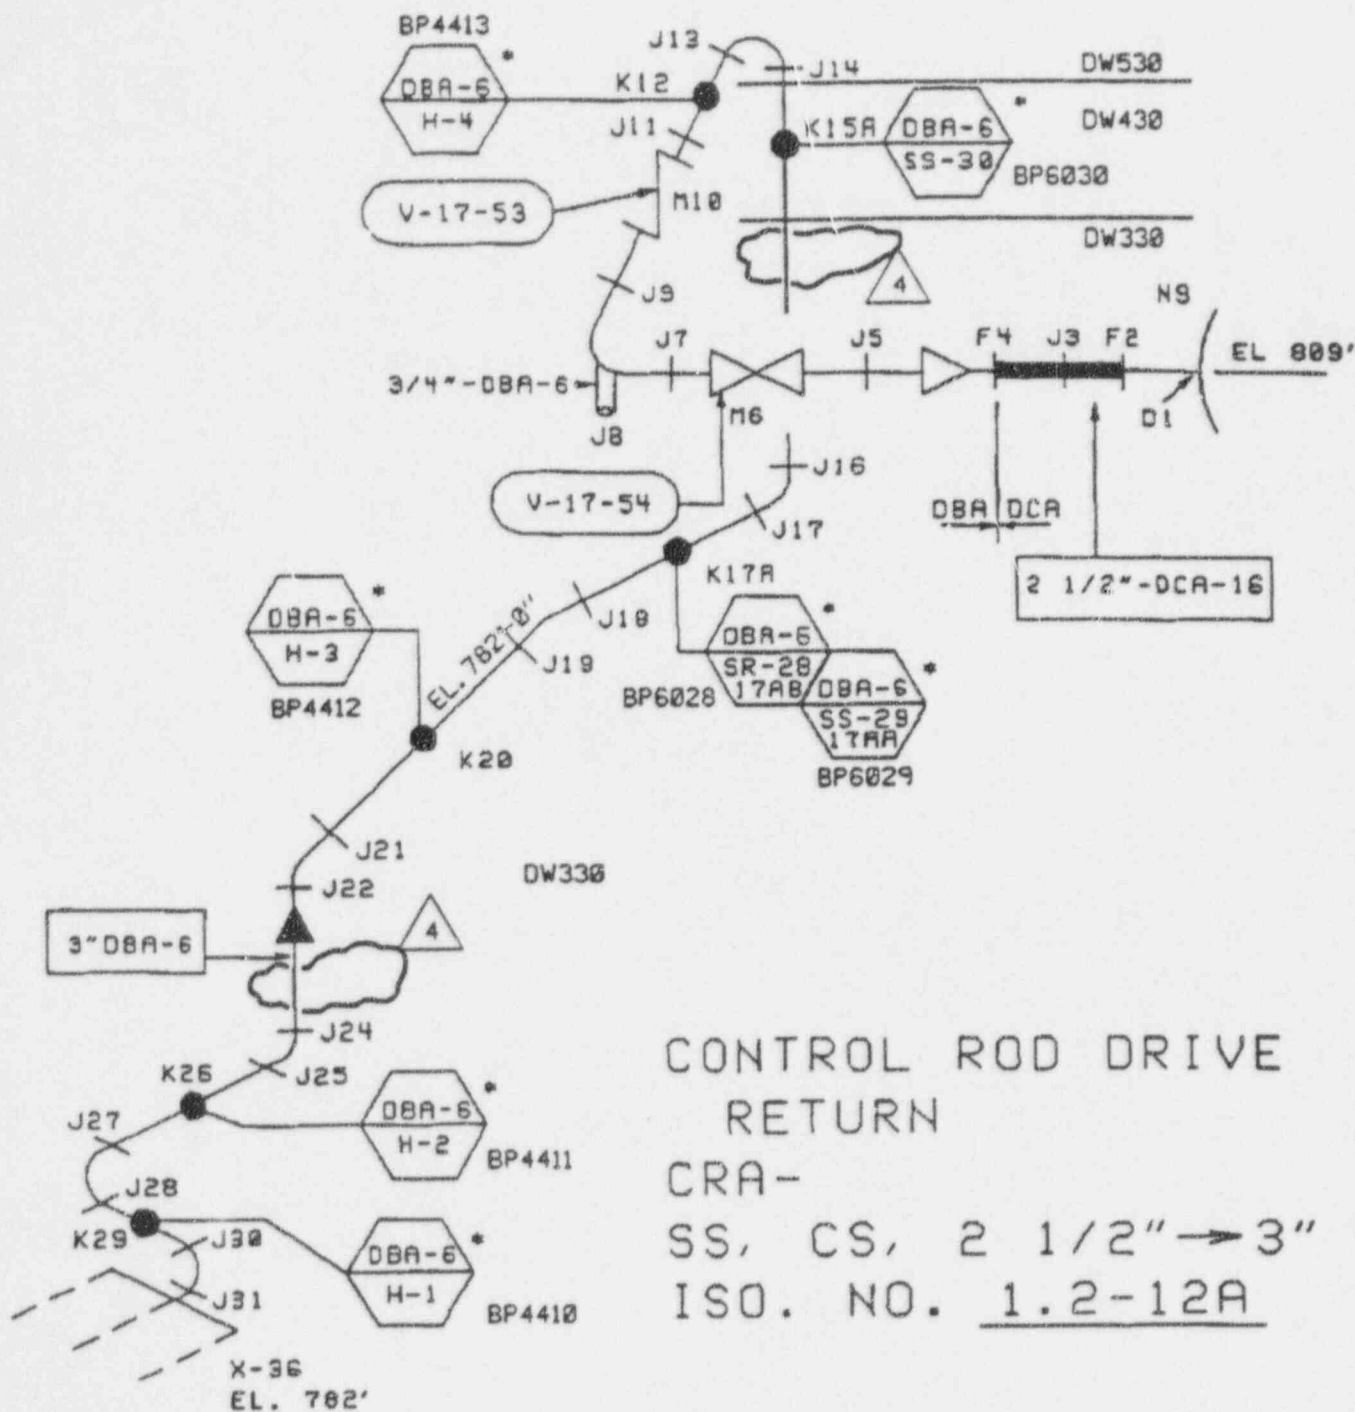 BP4413
DBA-6
*
H-4
K12
J13
J14
DW530
DW430
J11
K15A
DBA-6
*
SS-30
BP6030
V-17-53
M10
DW330
4
J9
N9
J7
J5
F4
J3
F2
EL 809'
3/4"-DBA-6
J8
M6
D1
J16
V-17-54
J17
DBA
DCA
2 1/2"-DCA-16
K17A
DBA-6
*
H-3
BP4412
J18
J19
EL. 782'-0"
DBA-6
*
SR-28
17AB
BP6028
DBA-6
*
SS-29
17AA
BP6029
K20
J21
DW330
J22
4
3"DBA-6
J24
K26
J25
DBA-6
*
H-2
BP4411
J27
J28
K29
J30
DBA-6
*
H-1
BP4410
J31
X-36
EL. 782'
CONTROL ROD DRIVE
RETURN
CRA-
SS, CS, 2 1/2"→3"
ISO. NO. 1.2-12A